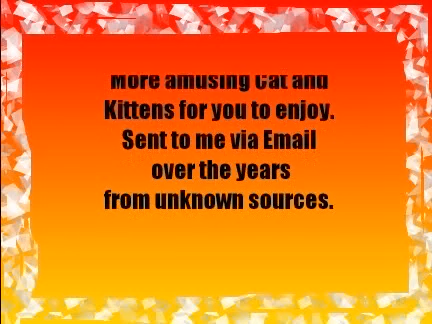 More amusing Cat and
Kittens for you to enjoy.
Sent to me via Email
over the years
from unknown sources.